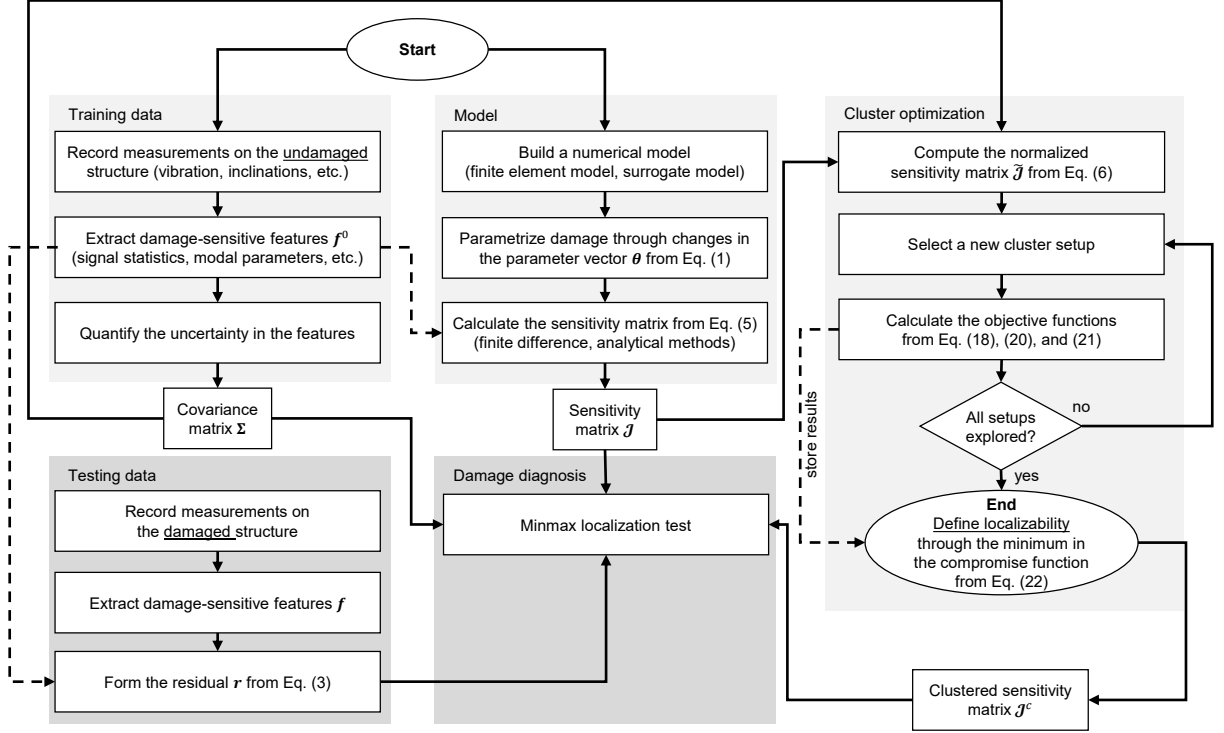 Start
Training data
Record measurements on the undamaged
structure (vibration, inclinations, etc.)
Extract damage-sensitive features f⁰
(signal statistics, modal parameters, etc.)
Quantify the uncertainty in the features
Covariance
matrix Σ
Model
Build a numerical model
(finite element model, surrogate model)
Parametrize damage through changes in
the parameter vector θ from Eq. (1)
Calculate the sensitivity matrix from Eq. (5)
(finite difference, analytical methods)
Sensitivity
matrix 𝓙
Cluster optimization
Compute the normalized
sensitivity matrix 𝓙̃ from Eq. (6)
Select a new cluster setup
Calculate the objective functions
from Eq. (18), (20), and (21)
store results
All setups
explored?
no
yes
End
Define localizability
through the minimum in
the compromise function
from Eq. (22)
Clustered sensitivity
matrix 𝓙ᶜ
Testing data
Record measurements on
the damaged structure
Extract damage-sensitive features f
Form the residual r from Eq. (3)
Damage diagnosis
Minmax localization test